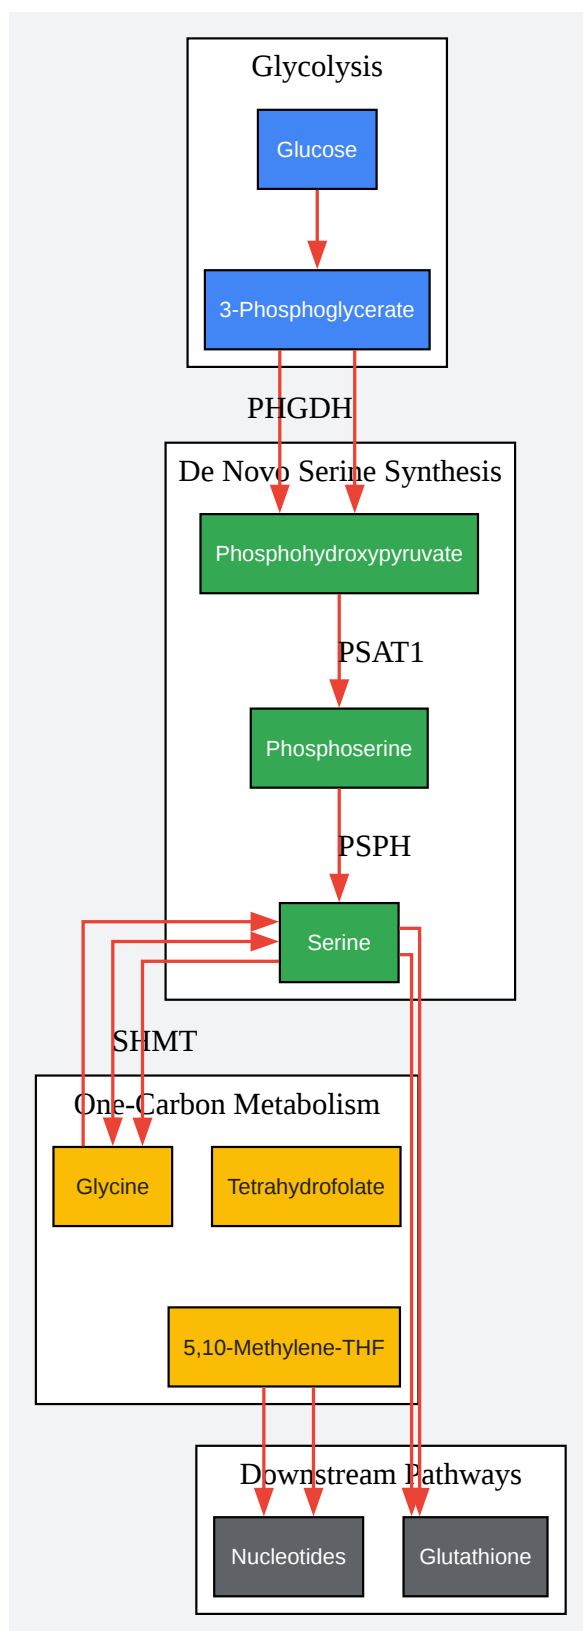 Glycolysis
Glucose
3-Phosphoglycerate
PHGDH
De Novo Serine Synthesis
Phosphohydroxypyruvate
PSAT1
Phosphoserine
PSPH
Serine
SHMT
One-Carbon Metabolism
Glycine
Tetrahydrofolate
5,10-Methylene-THF
Downstream Pathways
Nucleotides
Glutathione